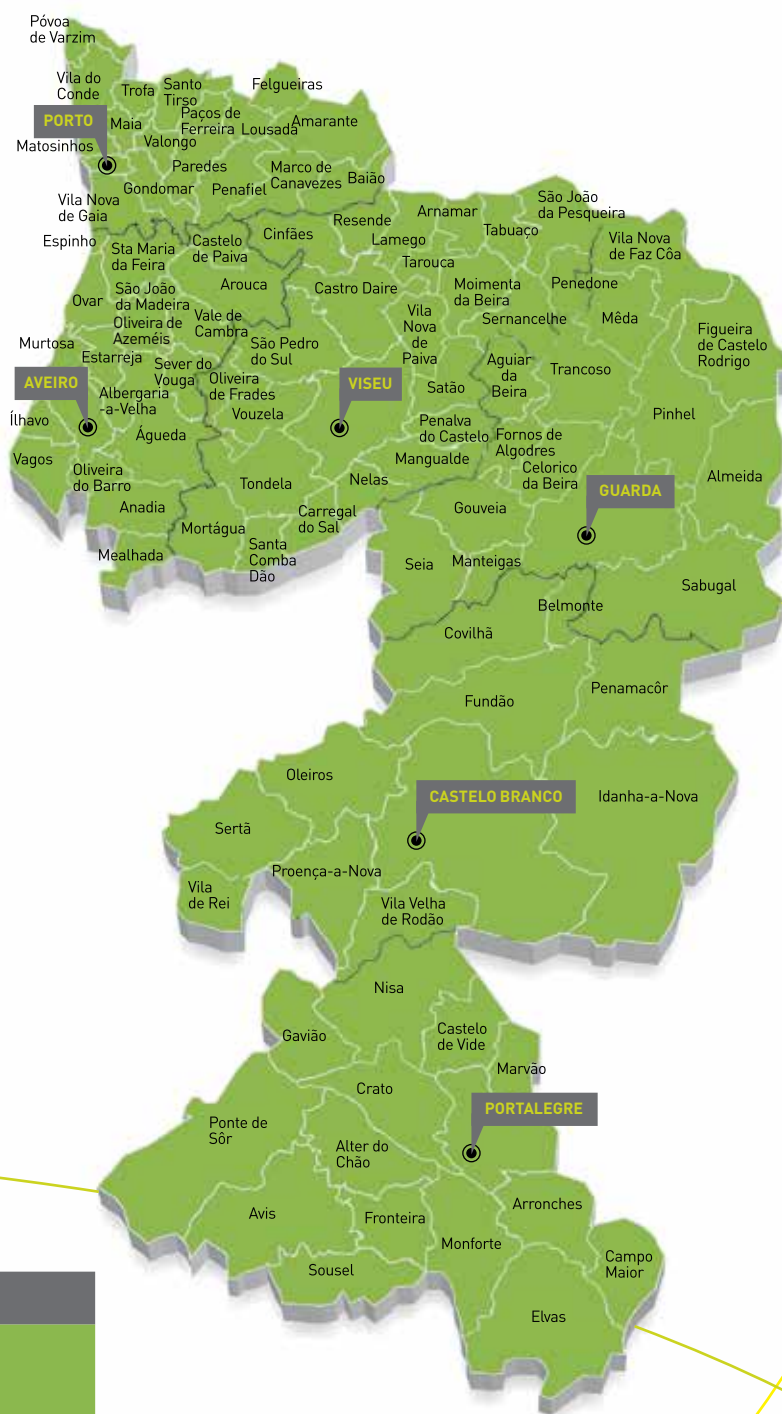 Póvoa
de Varzim
Vila do
Conde
Trofa
Santo
Tirso
Felgueiras
PORTO
Maia
Paços de
Ferreira
Lousada
Amarante
Matosinhos
Valongo
Paredes
Marco de
Canavezes
Baião
Gondomar
Penafiel
Vila Nova
de Gaia
Espinho
Sta Maria
da Feira
Castelo
de Paiva
Cinfães
Resende
Arnamar
São João
da Pesqueira
Lamego
Tabuaço
Vila Nova
de Faz Côa
Tarouca
Arouca
Castro Daire
Moimenta
da Beira
Penedone
Ovar
São João
da Madeira
Oliveira de
Azeméis
Vale de
Cambra
Vila
Nova
de
Paiva
Sernancelhe
Mêda
Figueira
de Castelo
Rodrigo
Murtosa
Estarreja
São Pedro
do Sul
Sever do
Vouga
Aguiar
da
Beira
Trancoso
AVEIRO
Albergaria
-a-Velha
Oliveira
de Frades
VISEU
Satão
Vouzela
Pinhel
Ílhavo
Águeda
Penalva
do Castelo
Fornos de
Algodres
Vagos
Oliveira
do Barro
Mangualde
Celorico
da Beira
Almeida
Tondela
Nelas
GUARDA
Anadia
Carregal
do Sal
Gouveia
Mortágua
Mealhada
Santa
Comba
Dão
Seia
Manteigas
Sabugal
Belmonte
Covilhã
Fundão
Penamacôr
Oleiros
CASTELO BRANCO
Idanha-a-Nova
Sertã
Proença-a-Nova
Vila
de Rei
Vila Velha
de Rodão
Nisa
Gavião
Castelo
de Vide
Marvão
Crato
PORTALEGRE
Ponte de
Sôr
Alter do
Chão
Avis
Fronteira
Arronches
Monforte
Campo
Maior
Sousel
Elvas